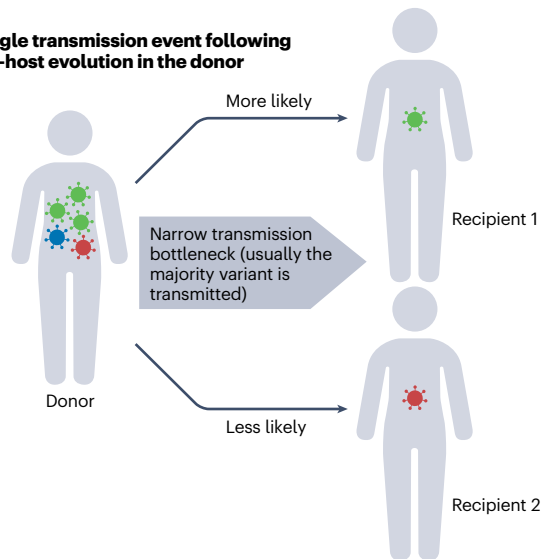 gle transmission event following
-host evolution in the donor
More likely
Recipient 1
Narrow transmission
bottleneck (usually the
majority variant is
transmitted)
Donor
Less likely
Recipient 2